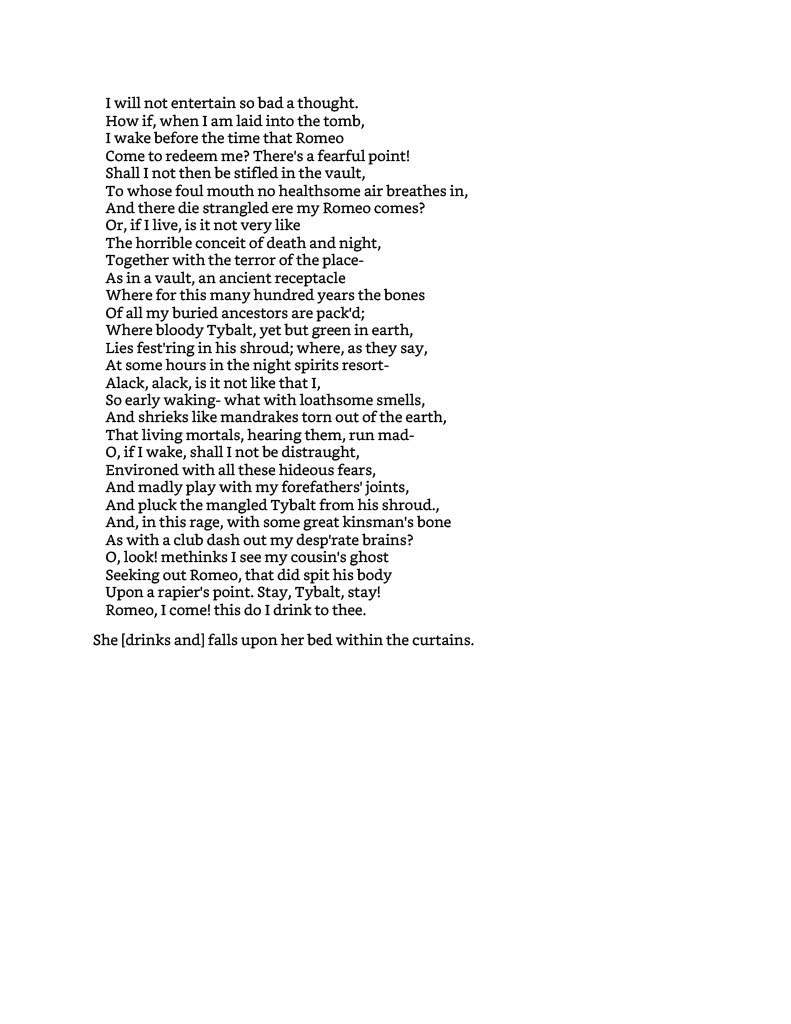 I will not entertain so bad a thought.
How if, when I am laid into the tomb,
I wake before the time that Romeo
Come to redeem me? There's a fearful point!
Shall I not then be stifled in the vault,
To whose foul mouth no healthsome air breathes in,
And there die strangled ere my Romeo comes?
Or, if I live, is it not very like
The horrible conceit of death and night,
Together with the terror of the place-
As in a vault, an ancient receptacle
Where for this many hundred years the bones
Of all my buried ancestors are pack'd;
Where bloody Tybalt, yet but green in earth,
Lies fest'ring in his shroud; where, as they say,
At some hours in the night spirits resort-
Alack, alack, is it not like that I,
So early waking- what with loathsome smells,
And shrieks like mandrakes torn out of the earth,
That living mortals, hearing them, run mad-
O, if I wake, shall I not be distraught,
Environed with all these hideous fears,
And madly play with my forefathers' joints,
And pluck the mangled Tybalt from his shroud.,
And, in this rage, with some great kinsman's bone
As with a club dash out my desp'rate brains?
O, look! methinks I see my cousin's ghost
Seeking out Romeo, that did spit his body
Upon a rapier's point. Stay, Tybalt, stay!
Romeo, I come! this do I drink to thee.
She [drinks and] falls upon her bed within the curtains.